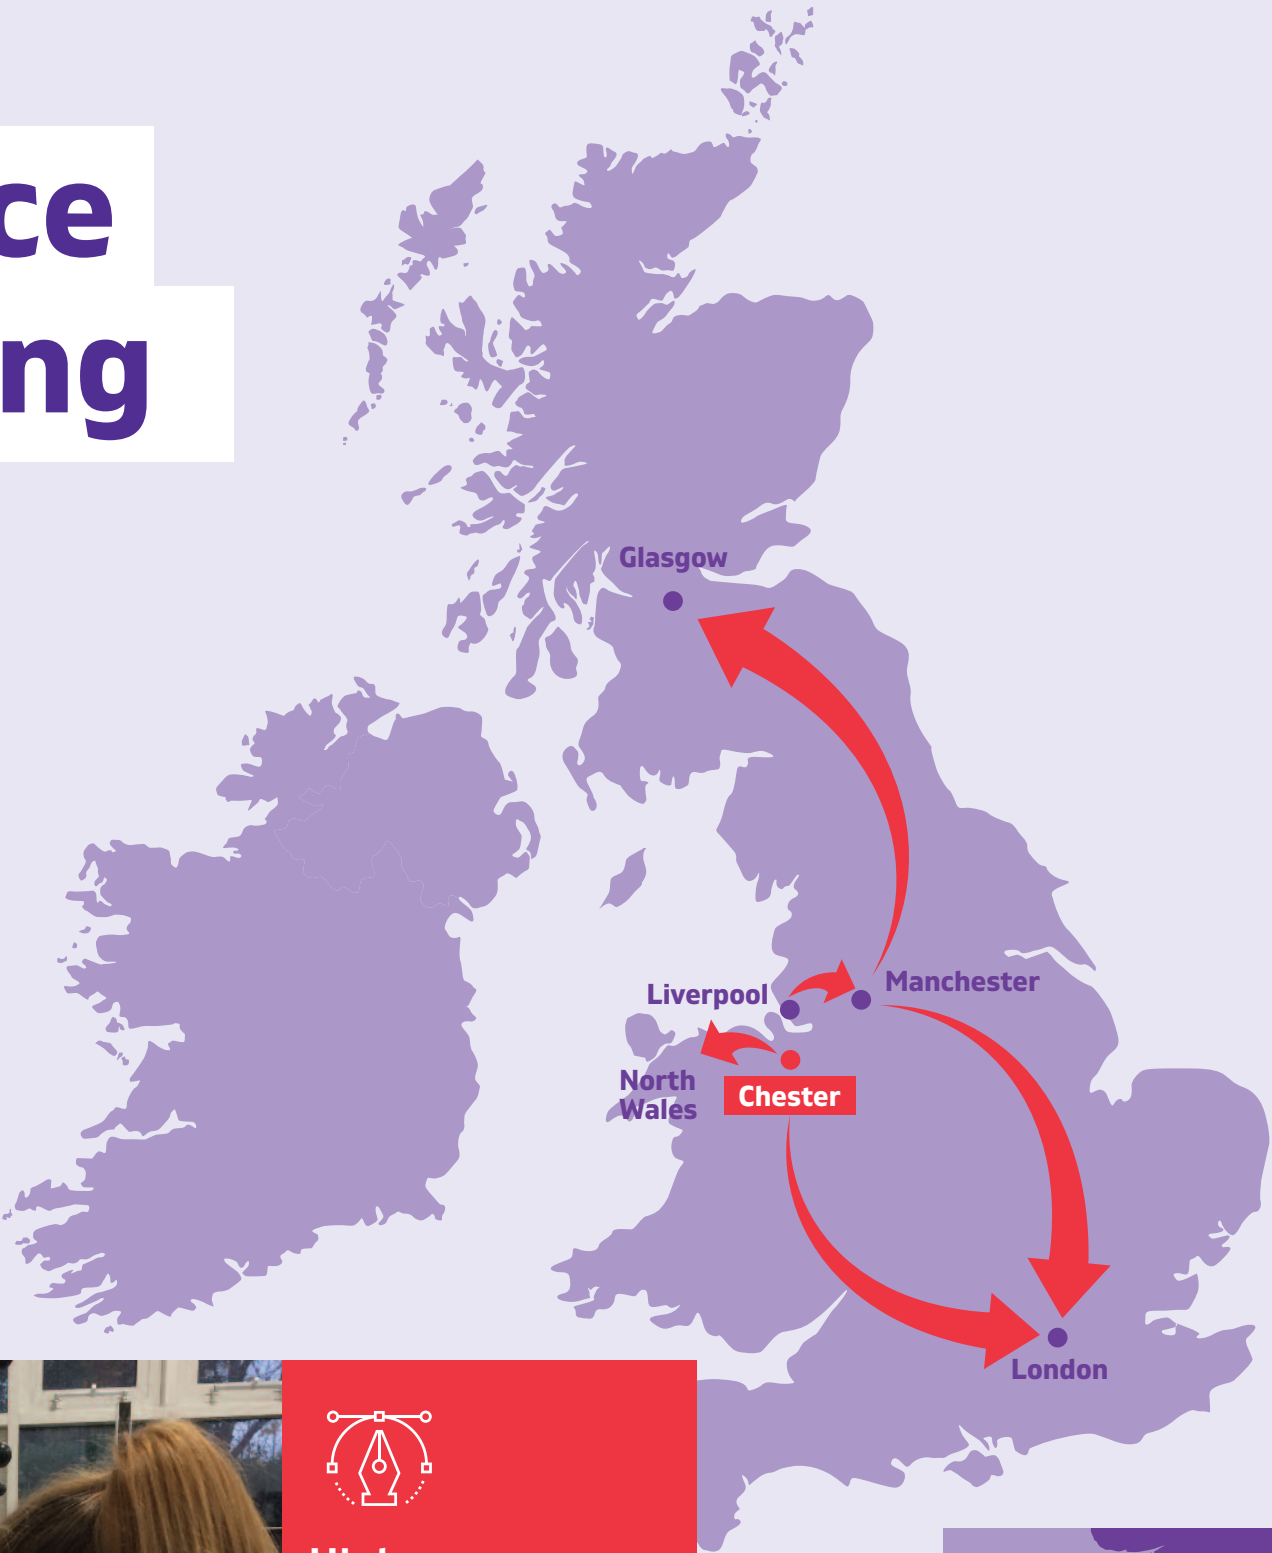 ce
ng
Glasgow
Liverpool
Manchester
North
Wales
Chester
London